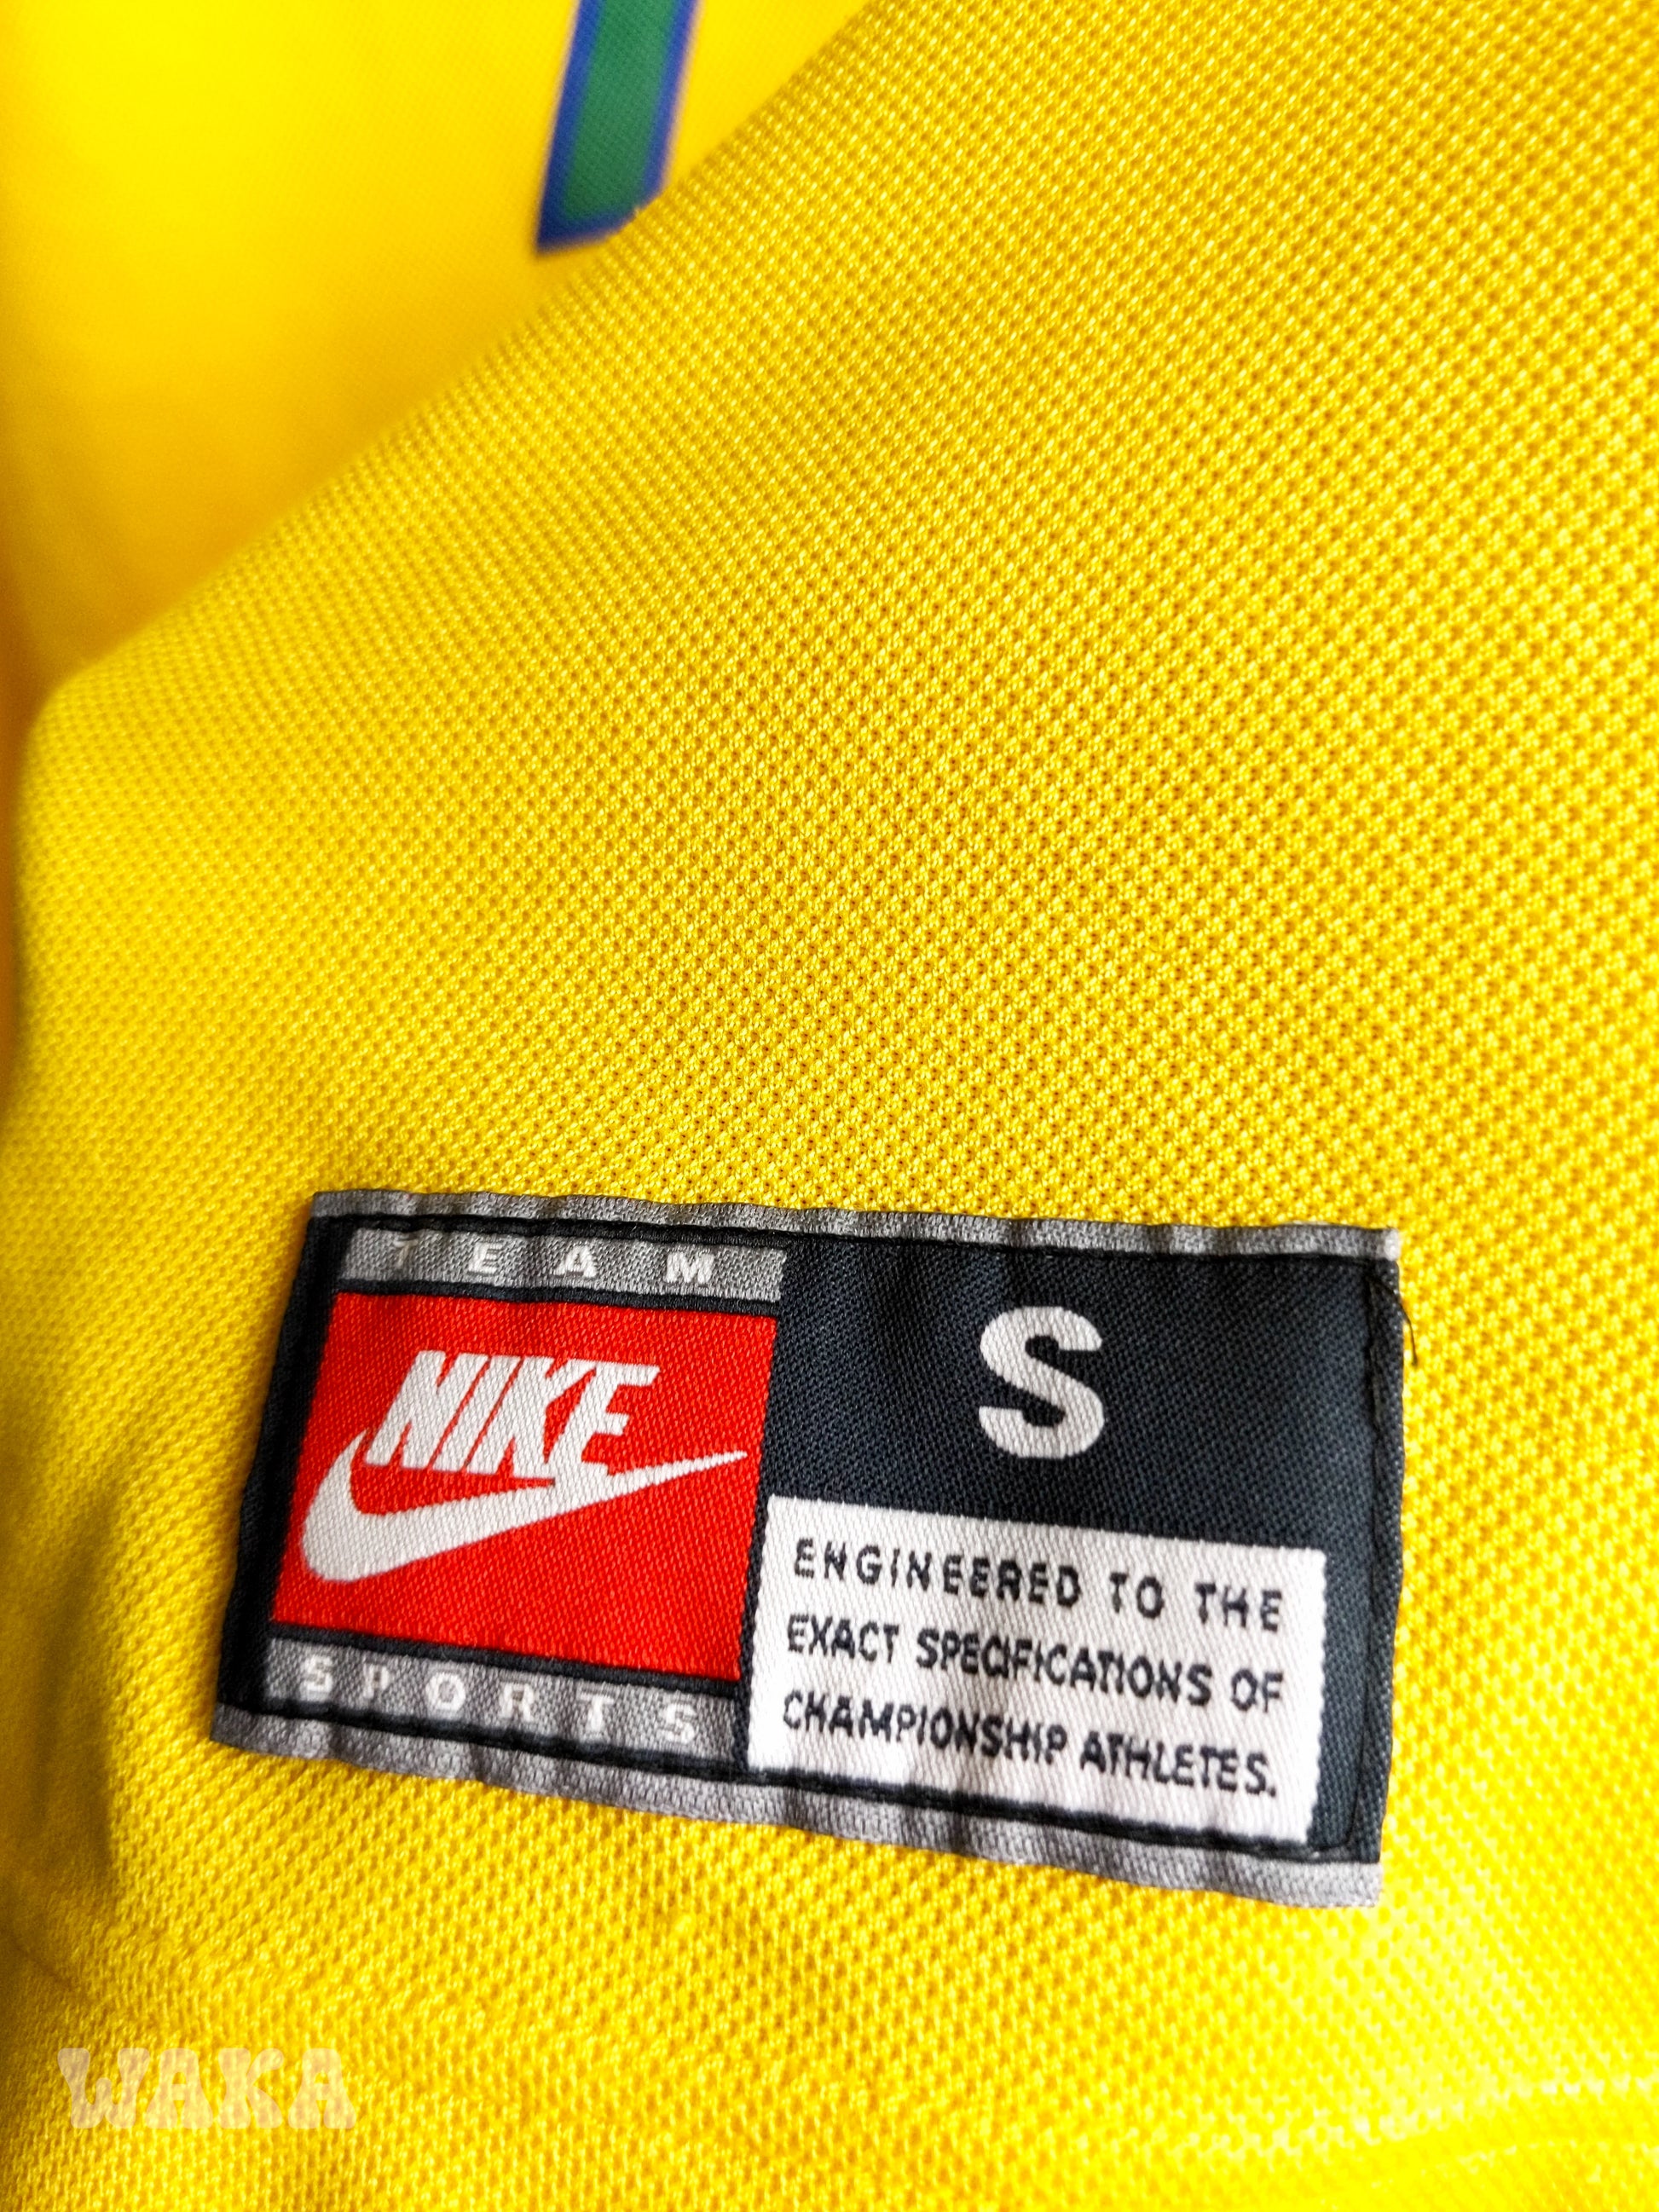 TEAM
NIKE
SPORTS
S
ENGINEERED TO THE
EXACT SPECIFICATIONS OF
CHAMPIONSHIP ATHLETES.
WAKA